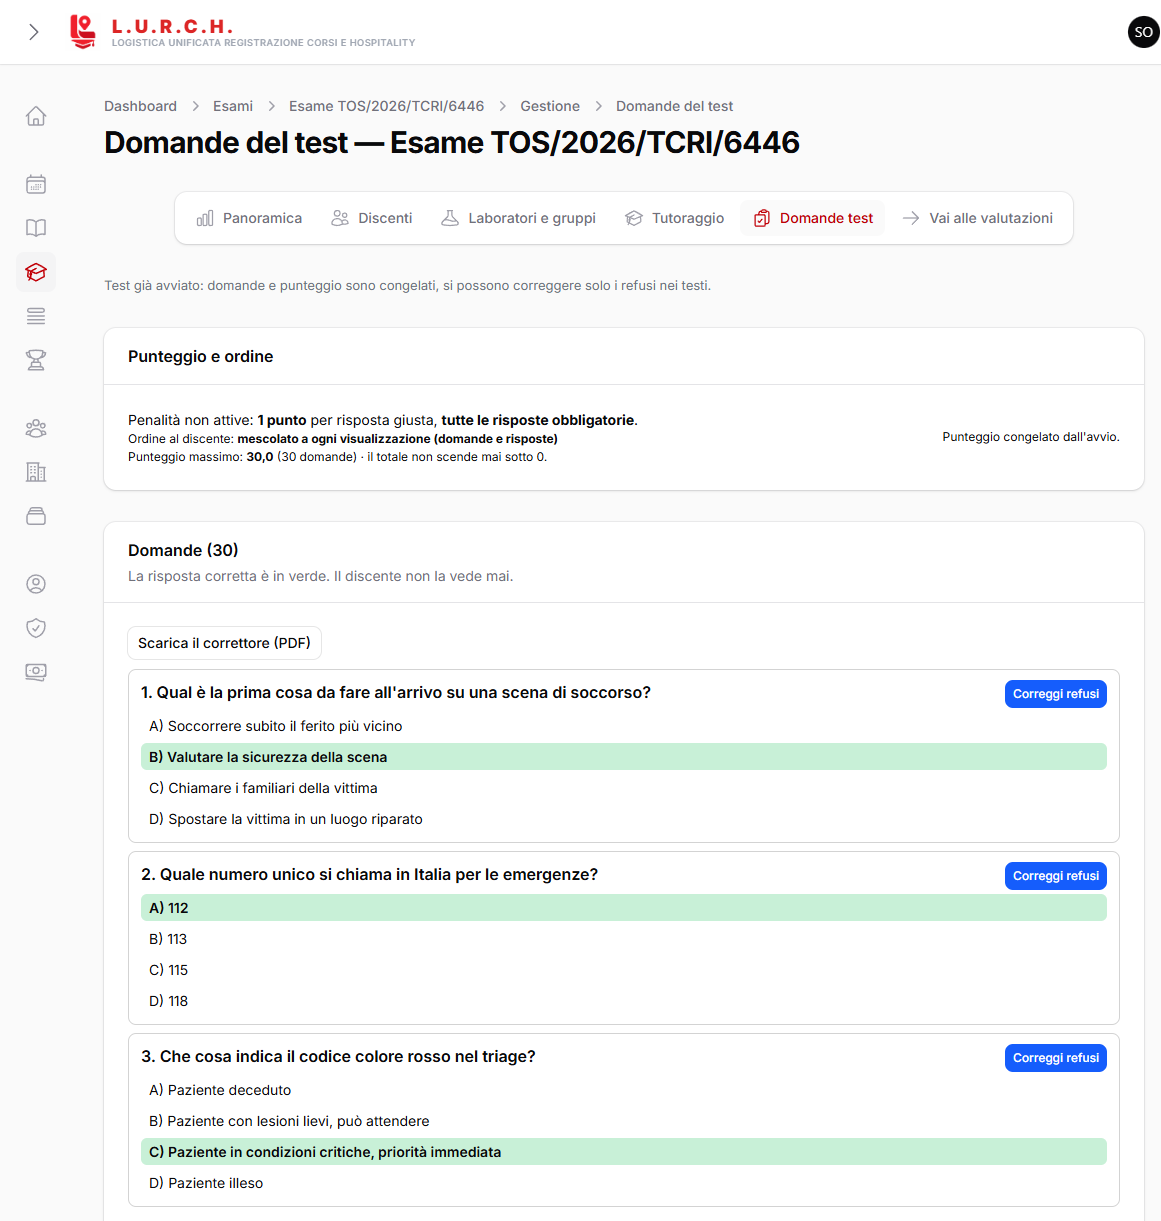 L.U.R.C.H.
LOGISTICA UNIFICATA REGISTRAZIONE CORSI E HOSPITALITY
SO
Dashboard > Esami > Esame TOS/2026/TCRI/6446 > Gestione > Domande del test
Domande del test — Esame TOS/2026/TCRI/6446
Panoramica Discenti Laboratori e gruppi Tutoraggio Domande test Vai alle valutazioni
Test già avviato: domande e punteggio sono congelati, si possono correggere solo i refusi nei testi.
Punteggio e ordine
Penalità non attive: 1 punto per risposta giusta, tutte le risposte obbligatorie.
Ordine al discente: mescolato a ogni visualizzazione (domande e risposte)
Punteggio massimo: 30,0 (30 domande) · il totale non scende mai sotto 0.
Punteggio congelato dall'avvio.
Domande (30)
La risposta corretta è in verde. Il discente non la vede mai.
Scarica il correttore (PDF)
1. Qual è la prima cosa da fare all'arrivo su una scena di soccorso?
Correggi refusi
A) Soccorrere subito il ferito più vicino
B) Valutare la sicurezza della scena
C) Chiamare i familiari della vittima
D) Spostare la vittima in un luogo riparato
2. Quale numero unico si chiama in Italia per le emergenze?
Correggi refusi
A) 112
B) 113
C) 115
D) 118
3. Che cosa indica il codice colore rosso nel triage?
Correggi refusi
A) Paziente deceduto
B) Paziente con lesioni lievi, può attendere
C) Paziente in condizioni critiche, priorità immediata
D) Paziente illeso